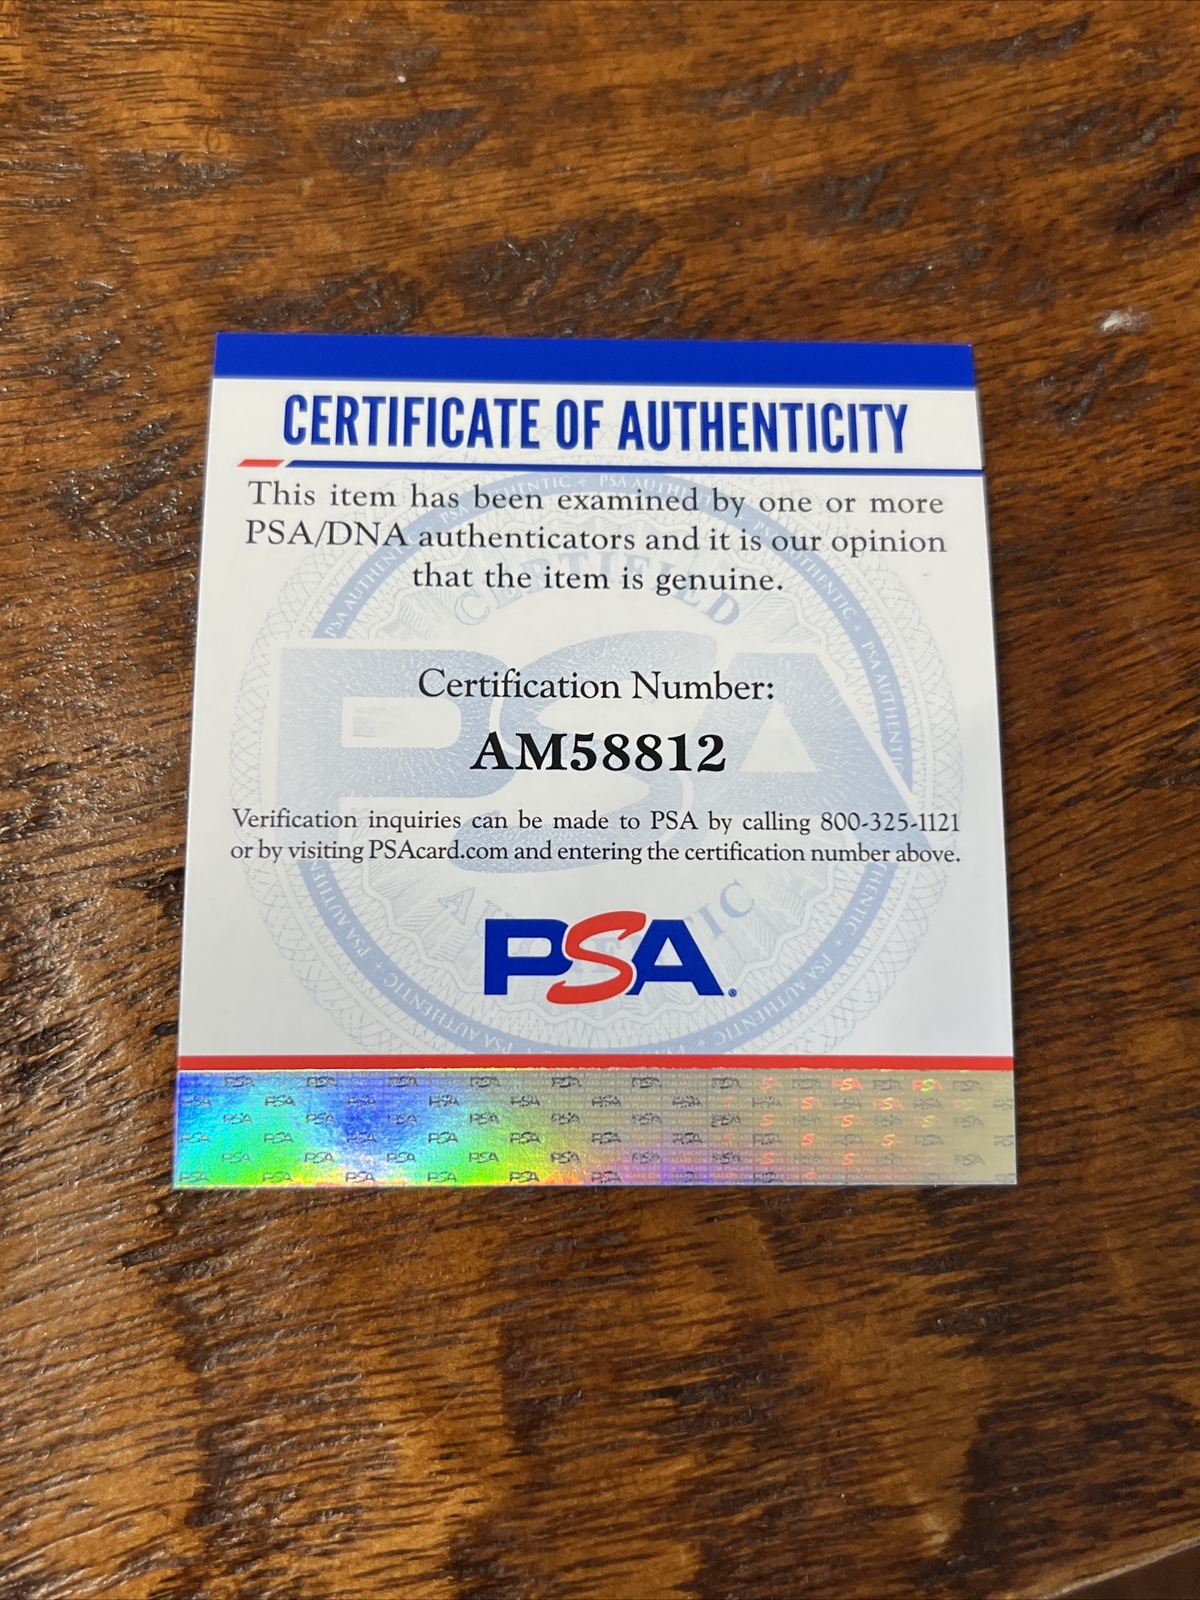 CERTIFICATE OF AUTHENTICITY
This item has been examined by one or more
PSA/DNA authenticators and it is our opinion
that the item is genuine.
Certification Number:
AM58812
Verification inquiries can be made to PSA by calling 800-325-1121
or by visiting PSAcard.com and entering the certification number above.
PSA®